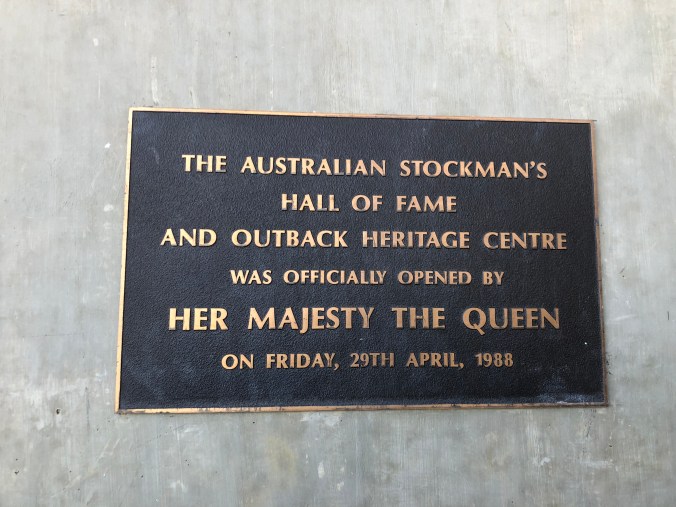 THE AUSTRALIAN STOCKMAN'S
HALL OF FAME
AND OUTBACK HERITAGE CENTRE
WAS OFFICIALLY OPENED BY
HER MAJESTY THE QUEEN
ON FRIDAY, 29TH APRIL, 1988